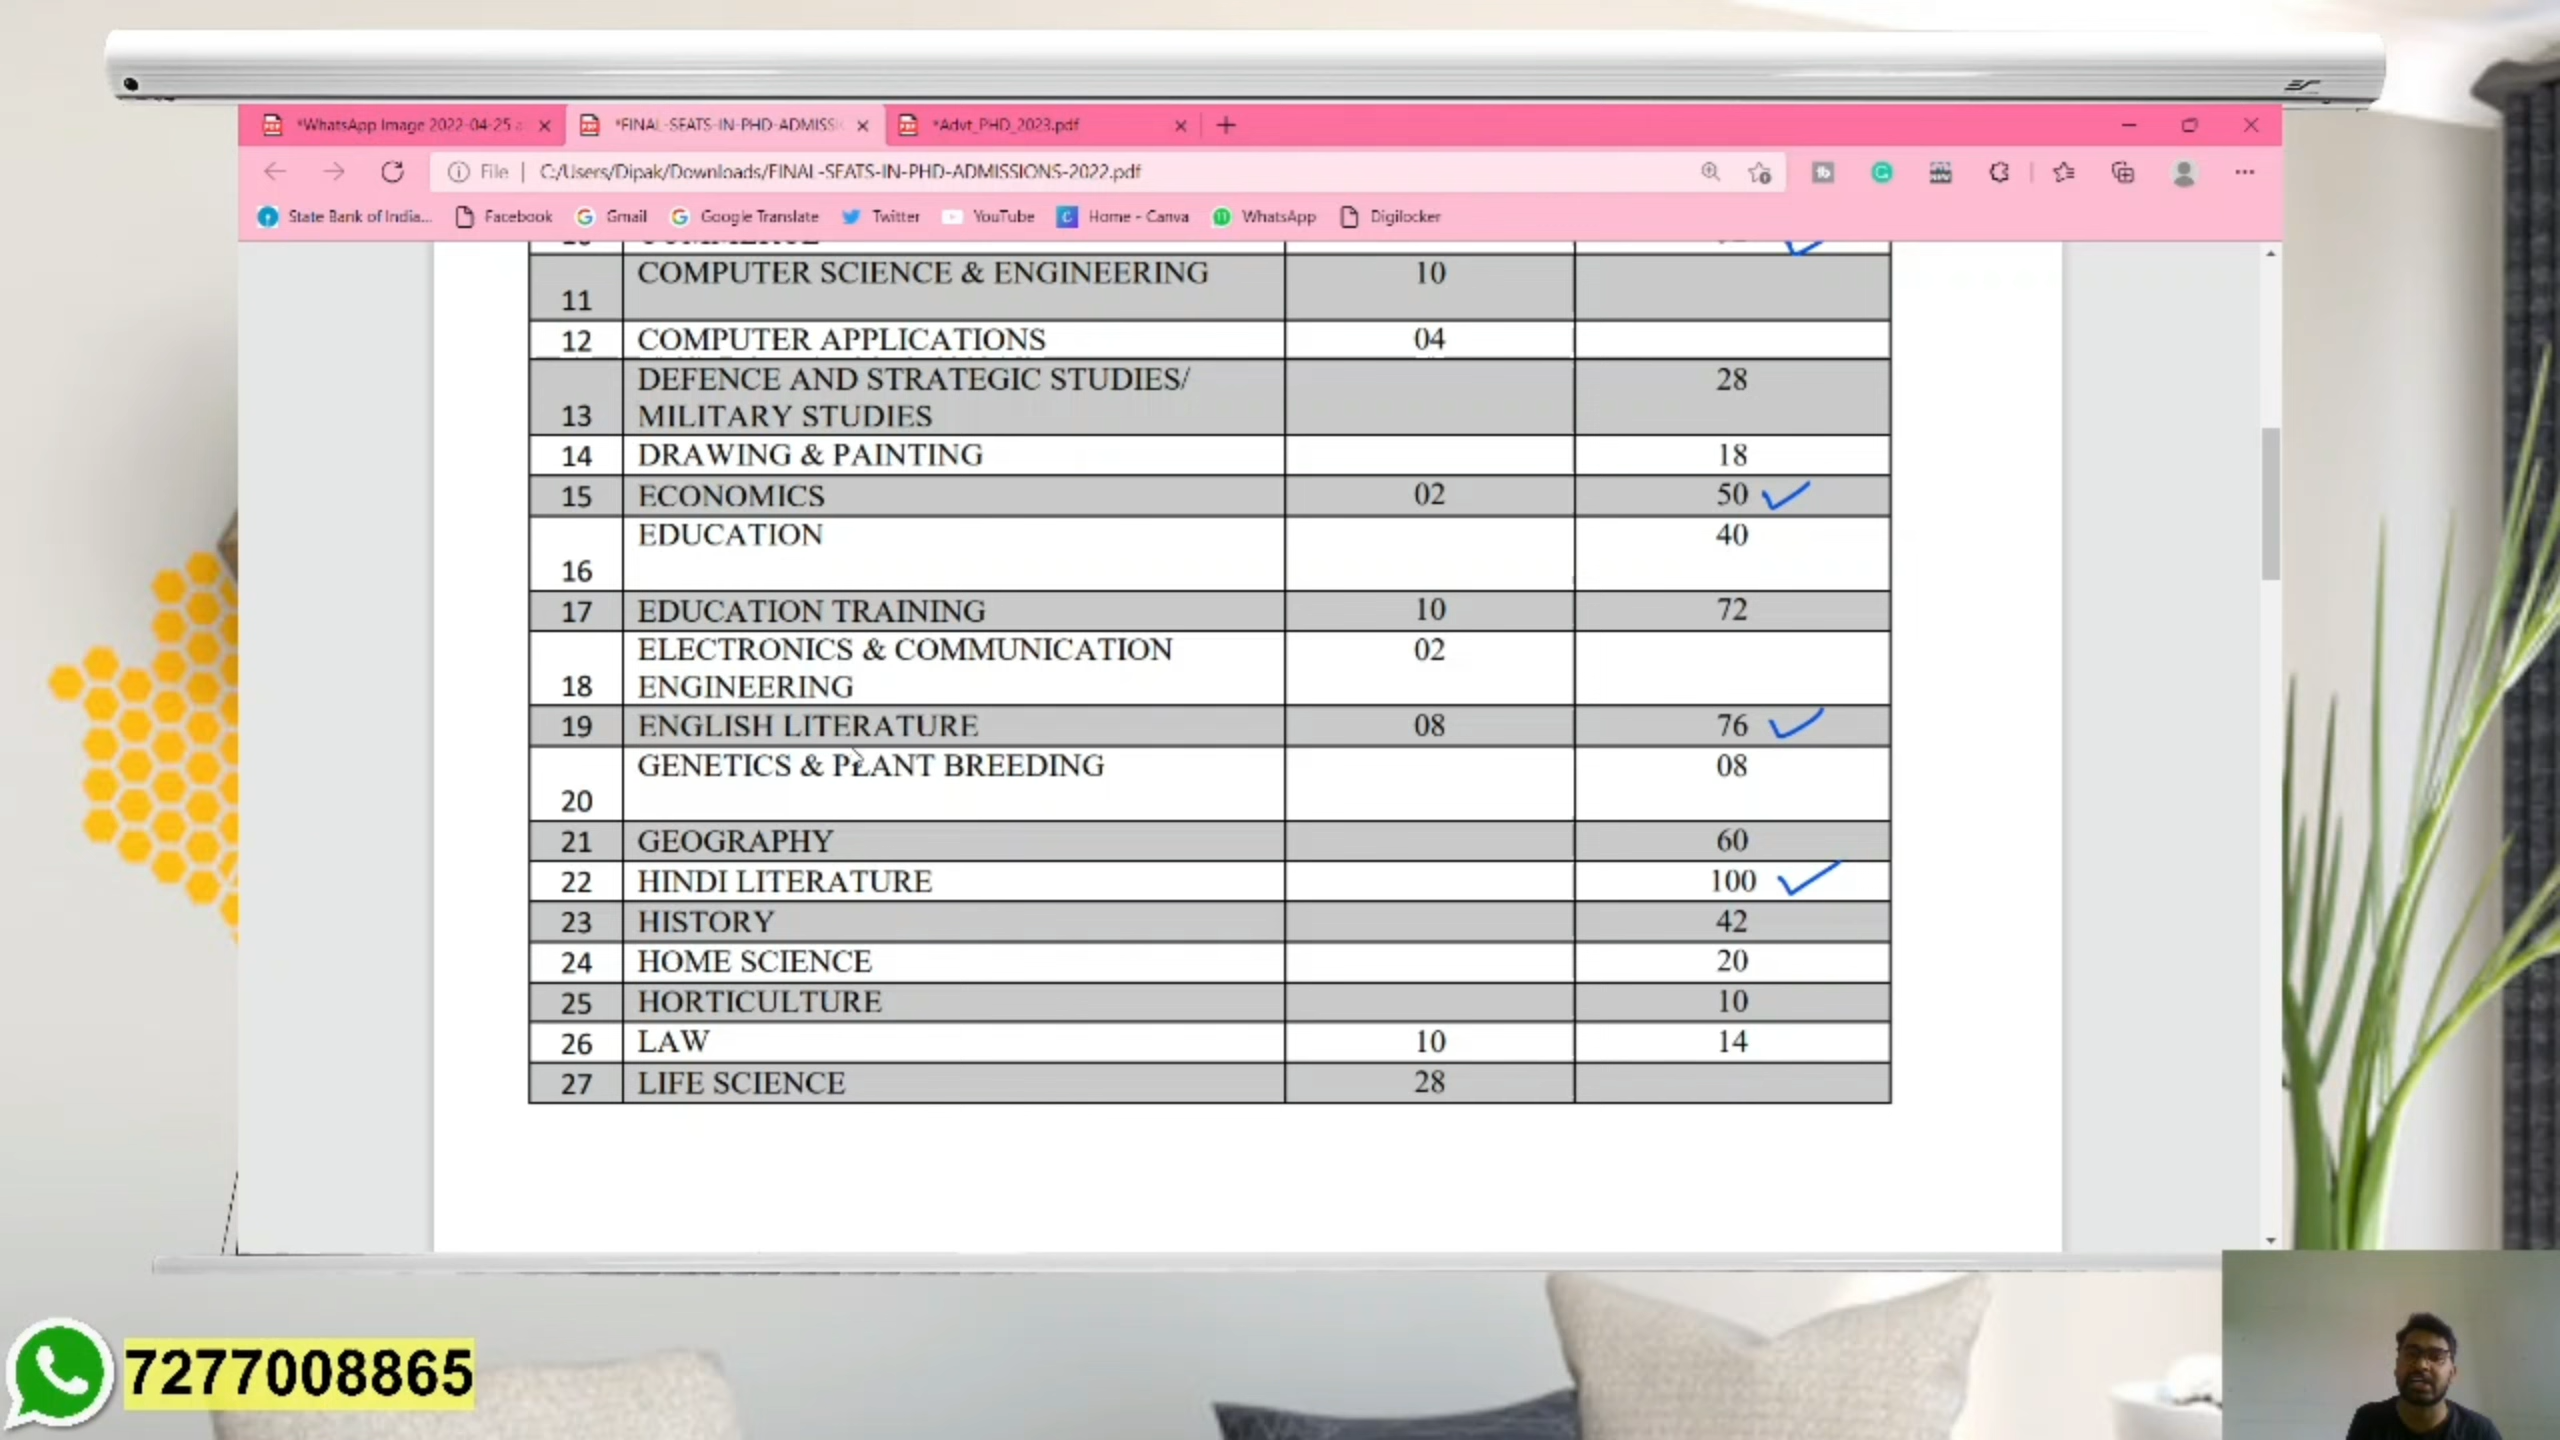 *WhatsApp Image 2022-04-25 a
*FINAL-SEATS-IN-PHD-ADMISSI
*Advt_PHD_2023.pdf
File | C:/Users/Dipak/Downloads/FINAL-SEATS-IN-PHD-ADMISSIONS-2022.pdf
State Bank of India... Facebook Gmail Google Translate Twitter YouTube Home - Canva WhatsApp Digilocker
11 COMPUTER SCIENCE & ENGINEERING 10
12 COMPUTER APPLICATIONS 04
13 DEFENCE AND STRATEGIC STUDIES/ 28
MILITARY STUDIES
14 DRAWING & PAINTING 18
15 ECONOMICS 02 50
16 EDUCATION 40
17 EDUCATION TRAINING 10 72
18 ELECTRONICS & COMMUNICATION 02
ENGINEERING
19 ENGLISH LITERATURE 08 76
20 GENETICS & PLANT BREEDING 08
21 GEOGRAPHY 60
22 HINDI LITERATURE 100
23 HISTORY 42
24 HOME SCIENCE 20
25 HORTICULTURE 10
26 LAW 10 14
27 LIFE SCIENCE 28
7277008865